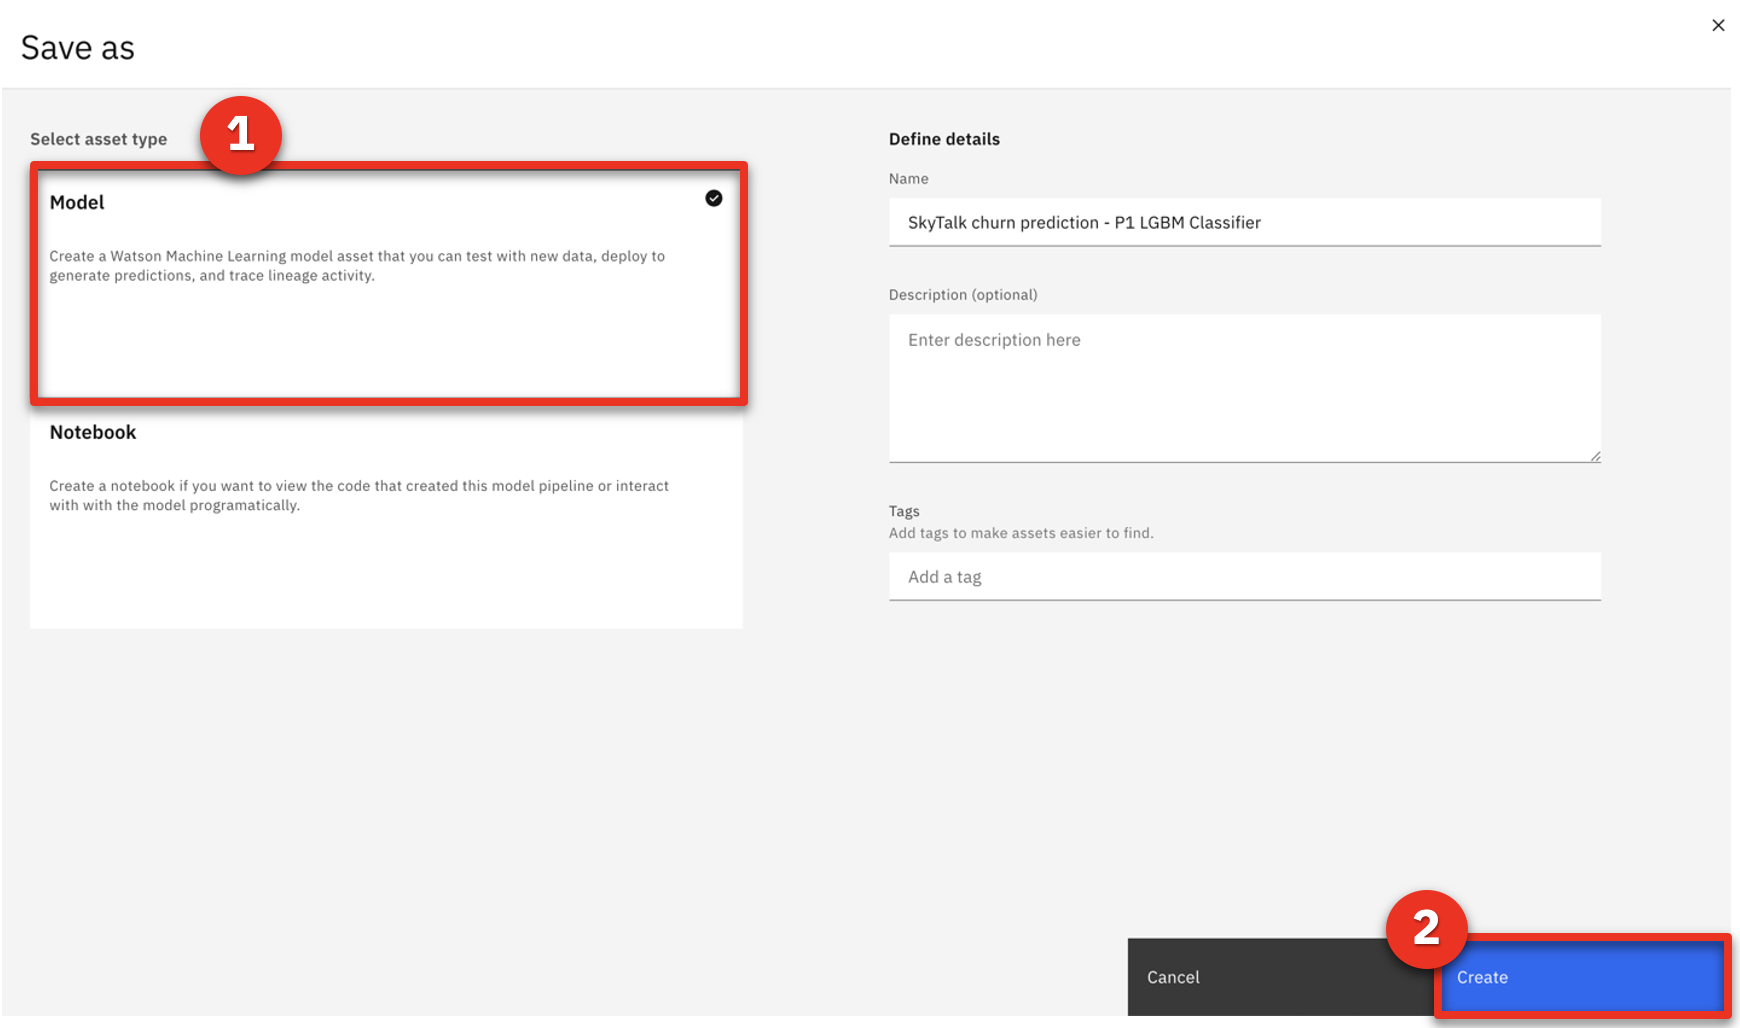 Save as
Select asset type
1
Model
Create a Watson Machine Learning model asset that you can test with new data, deploy to
generate predictions, and trace lineage activity.
Notebook
Create a notebook if you want to view the code that created this model pipeline or interact
with with the model programatically.
Define details
Name
SkyTalk churn prediction - P1 LGBM Classifier
Description (optional)
Enter description here
Tags
Add tags to make assets easier to find.
Add a tag
Cancel
2
Create